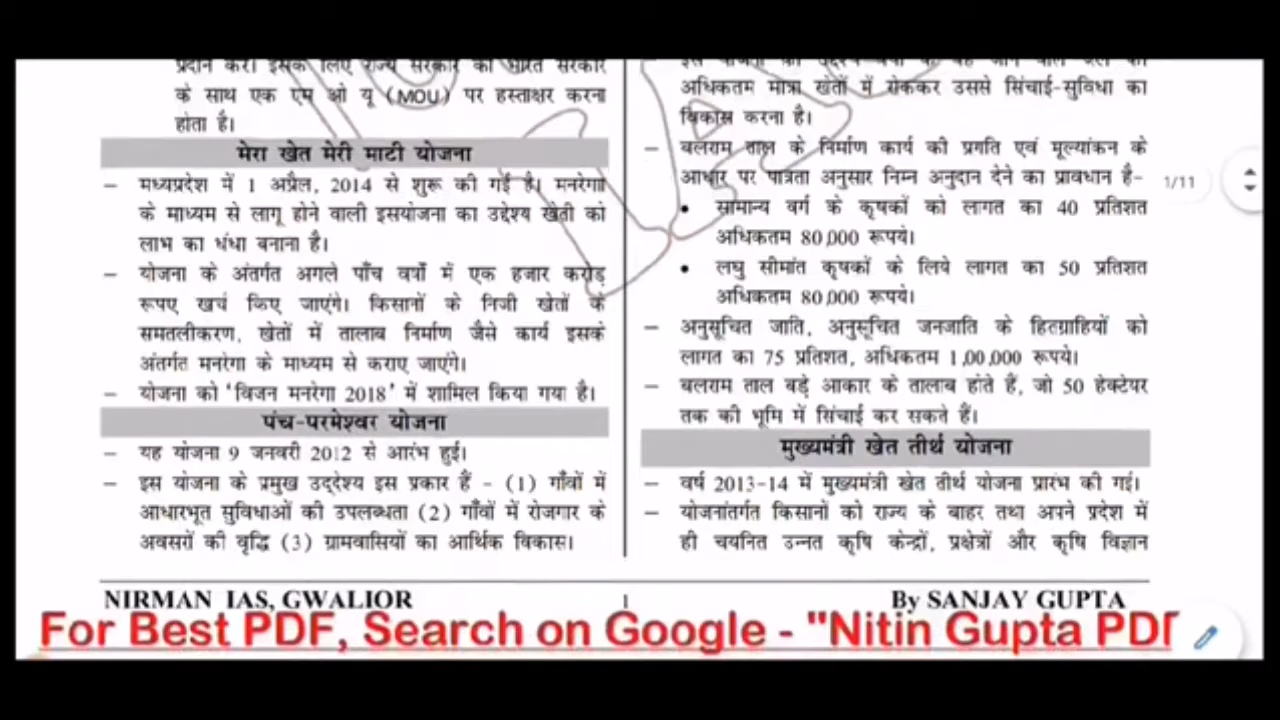 प्रदान करे। इसके लिए राज्य सरकार को भारत सरकार
के साथ एक एम ओ यू (MOU) पर हस्ताक्षर करना
होता है।
मेरा खेत मेरी माटी योजना
– मध्यप्रदेश में 1 अप्रैल, 2014 से शुरू की गई है। मनरेगा
के माध्यम से लागू होने वाली इसयोजना का उद्देश्य खेती को
लाभ का धंधा बनाना है।
– योजना के अंतर्गत अगले पाँच वर्षों में एक हजार करोड़
रूपए खर्च किए जाएंगे। किसानों के निजी खेतों के
समतलीकरण, खेतों में तालाब निर्माण जैसे कार्य इसके
अंतर्गत मनरेगा के माध्यम से कराए जाएंगे।
– योजना को ‘विजन मनरेगा 2018’ में शामिल किया गया है।
पंच-परमेश्वर योजना
– यह योजना 9 जनवरी 2012 से आरंभ हुई।
– इस योजना के प्रमुख उद्देश्य इस प्रकार हैं - (1) गाँवों में
आधारभूत सुविधाओं की उपलब्धता (2) गाँवों में रोजगार के
अवसरों की वृद्धि (3) ग्रामवासियों का आर्थिक विकास।
इस योजना का उद्देश्य वर्षा के बह जाने वाले जल की
अधिकतम मात्रा खेतों में रोककर उससे सिंचाई-सुविधा का
विकास करना है।
– बलराम ताल के निर्माण कार्य की प्रगति एवं मूल्यांकन के
आधार पर पात्रता अनुसार निम्न अनुदान देने का प्रावधान है-
• सामान्य वर्ग के कृषकों को लागत का 40 प्रतिशत
अधिकतम 80,000 रूपये।
• लघु सीमांत कृषकों के लिये लागत का 50 प्रतिशत
अधिकतम 80,000 रूपये।
– अनुसूचित जाति, अनुसूचित जनजाति के हितग्राहियों को
लागत का 75 प्रतिशत, अधिकतम 1,00,000 रूपये।
– बलराम ताल बड़े आकार के तालाब होते हैं, जो 50 हेक्टेयर
तक की भूमि में सिंचाई कर सकते हैं।
मुख्यमंत्री खेत तीर्थ योजना
– वर्ष 2013-14 में मुख्यमंत्री खेत तीर्थ योजना प्रारंभ की गई।
– योजनांतर्गत किसानों को राज्य के बाहर तथा अपने प्रदेश में
ही चयनित उन्नत कृषि केन्द्रों, प्रक्षेत्रों और कृषि विज्ञान
1/11
NIRMAN IAS, GWALIOR 1 By SANJAY GUPTA
For Best PDF, Search on Google - "Nitin Gupta PDF